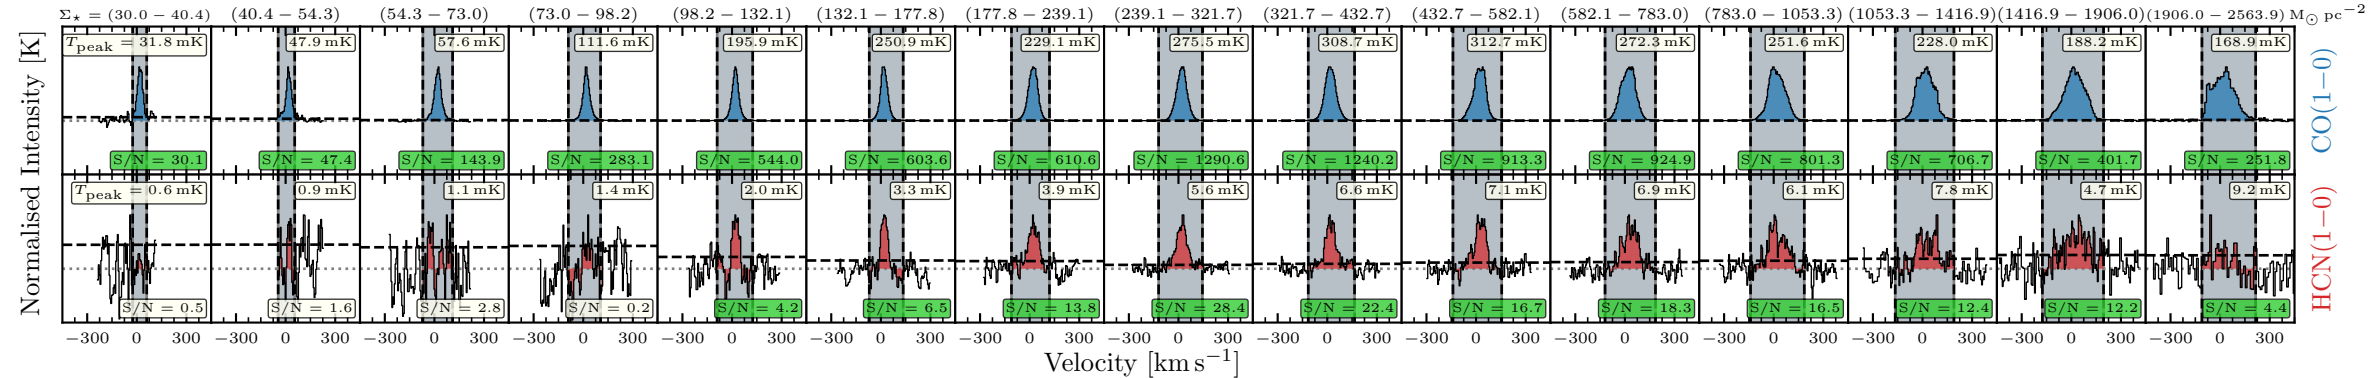 Σ⋆ = (30.0 − 40.4) (40.4 − 54.3) (54.3 − 73.0) (73.0 − 98.2) (98.2 − 132.1) (132.1 − 177.8) (177.8 − 239.1) (239.1 − 321.7) (321.7 − 432.7) (432.7 − 582.1) (582.1 − 783.0) (783.0 − 1053.3) (1053.3 − 1416.9) (1416.9 − 1906.0) (1906.0 − 2563.9) M⊙ pc−2
Tpeak = 31.8 mK 47.9 mK 57.6 mK 111.6 mK 195.9 mK 250.9 mK 229.1 mK 275.5 mK 308.7 mK 312.7 mK 272.3 mK 251.6 mK 228.0 mK 188.2 mK 168.9 mK
CO(1−0)
S/N = 30.1 S/N = 47.4 S/N = 143.9 S/N = 283.1 S/N = 544.0 S/N = 603.6 S/N = 610.6 S/N = 1290.6 S/N = 1240.2 S/N = 913.3 S/N = 924.9 S/N = 801.3 S/N = 706.7 S/N = 401.7 S/N = 251.8
Normalised Intensity [K]
Tpeak = 0.6 mK 0.9 mK 1.1 mK 1.4 mK 2.0 mK 3.3 mK 3.9 mK 5.6 mK 6.6 mK 7.1 mK 6.9 mK 6.1 mK 7.8 mK 4.7 mK 9.2 mK
HCN(1−0)
S/N = 0.5 S/N = 1.6 S/N = 2.8 S/N = 0.2 S/N = 4.2 S/N = 6.5 S/N = 13.8 S/N = 28.4 S/N = 22.4 S/N = 16.7 S/N = 18.3 S/N = 16.5 S/N = 12.4 S/N = 12.2 S/N = 4.4
−300 0 300 −300 0 300 −300 0 300 −300 0 300 −300 0 300 −300 0 300 −300 0 300 −300 0 300 −300 0 300 −300 0 300 −300 0 300 −300 0 300 −300 0 300 −300 0 300 −300 0 300
Velocity [km s−1]